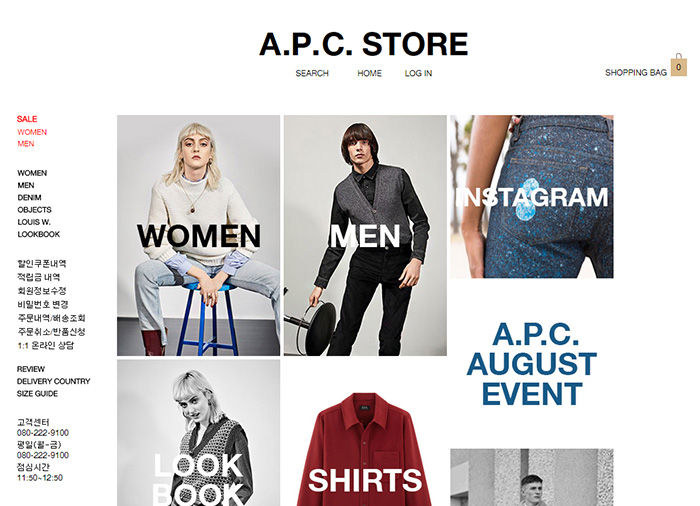 A.P.C. STORE
SEARCH HOME LOG IN
SHOPPING BAG 0
SALE
WOMEN
MEN
WOMEN
MEN
DENIM
OBJECTS
LOUIS W.
LOOKBOOK
할인쿠폰내역
적립금 내역
회원정보수정
비밀번호 변경
주문내역/배송조회
주문취소/반품신청
1:1 온라인 상담
REVIEW
DELIVERY COUNTRY
SIZE GUIDE
고객센터
080-222-9100
평일(월-금)
080-222-9100
점심시간
11:50~12:50
WOMEN
MEN
INSTAGRAM
A.P.C.
AUGUST
EVENT
LOOK
BOOK
SHIRTS